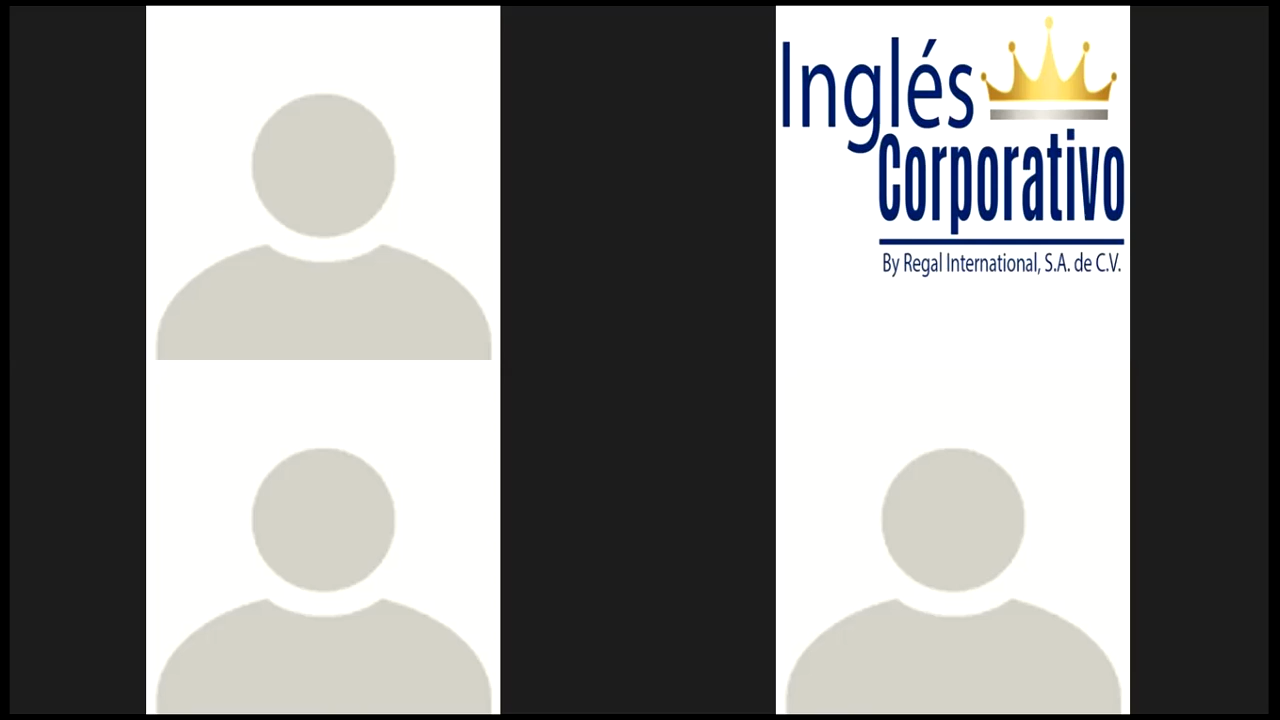 Inglés
Corporativo
By Regal International, S.A. de C.V.